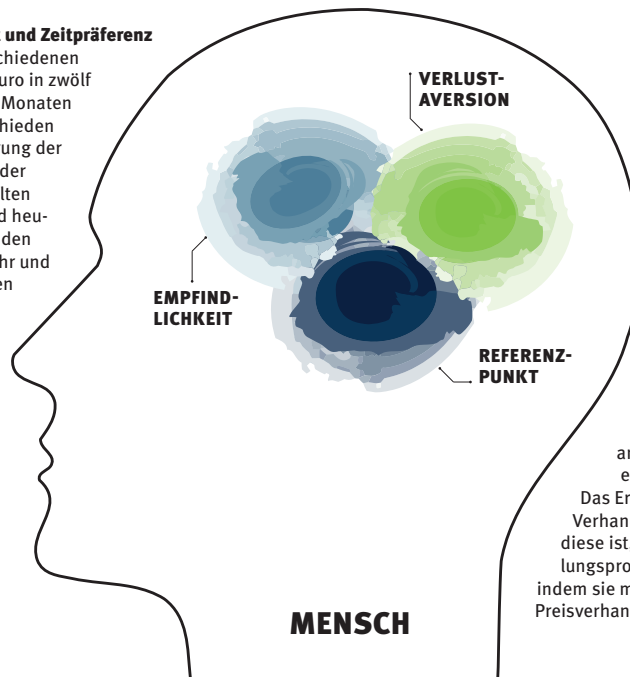 und Zeitpräferenz
schiedenen
uro in zwölf
Monaten
hieden
ung der
der
lten
d heu-
den
hr und
en
VERLUST-
AVERSION
EMPFIND-
LICHKEIT
REFERENZ-
PUNKT
ar
e
Das Er
Verhan
diese ist
lungspro
indem sie m
Preisverhan
MENSCH